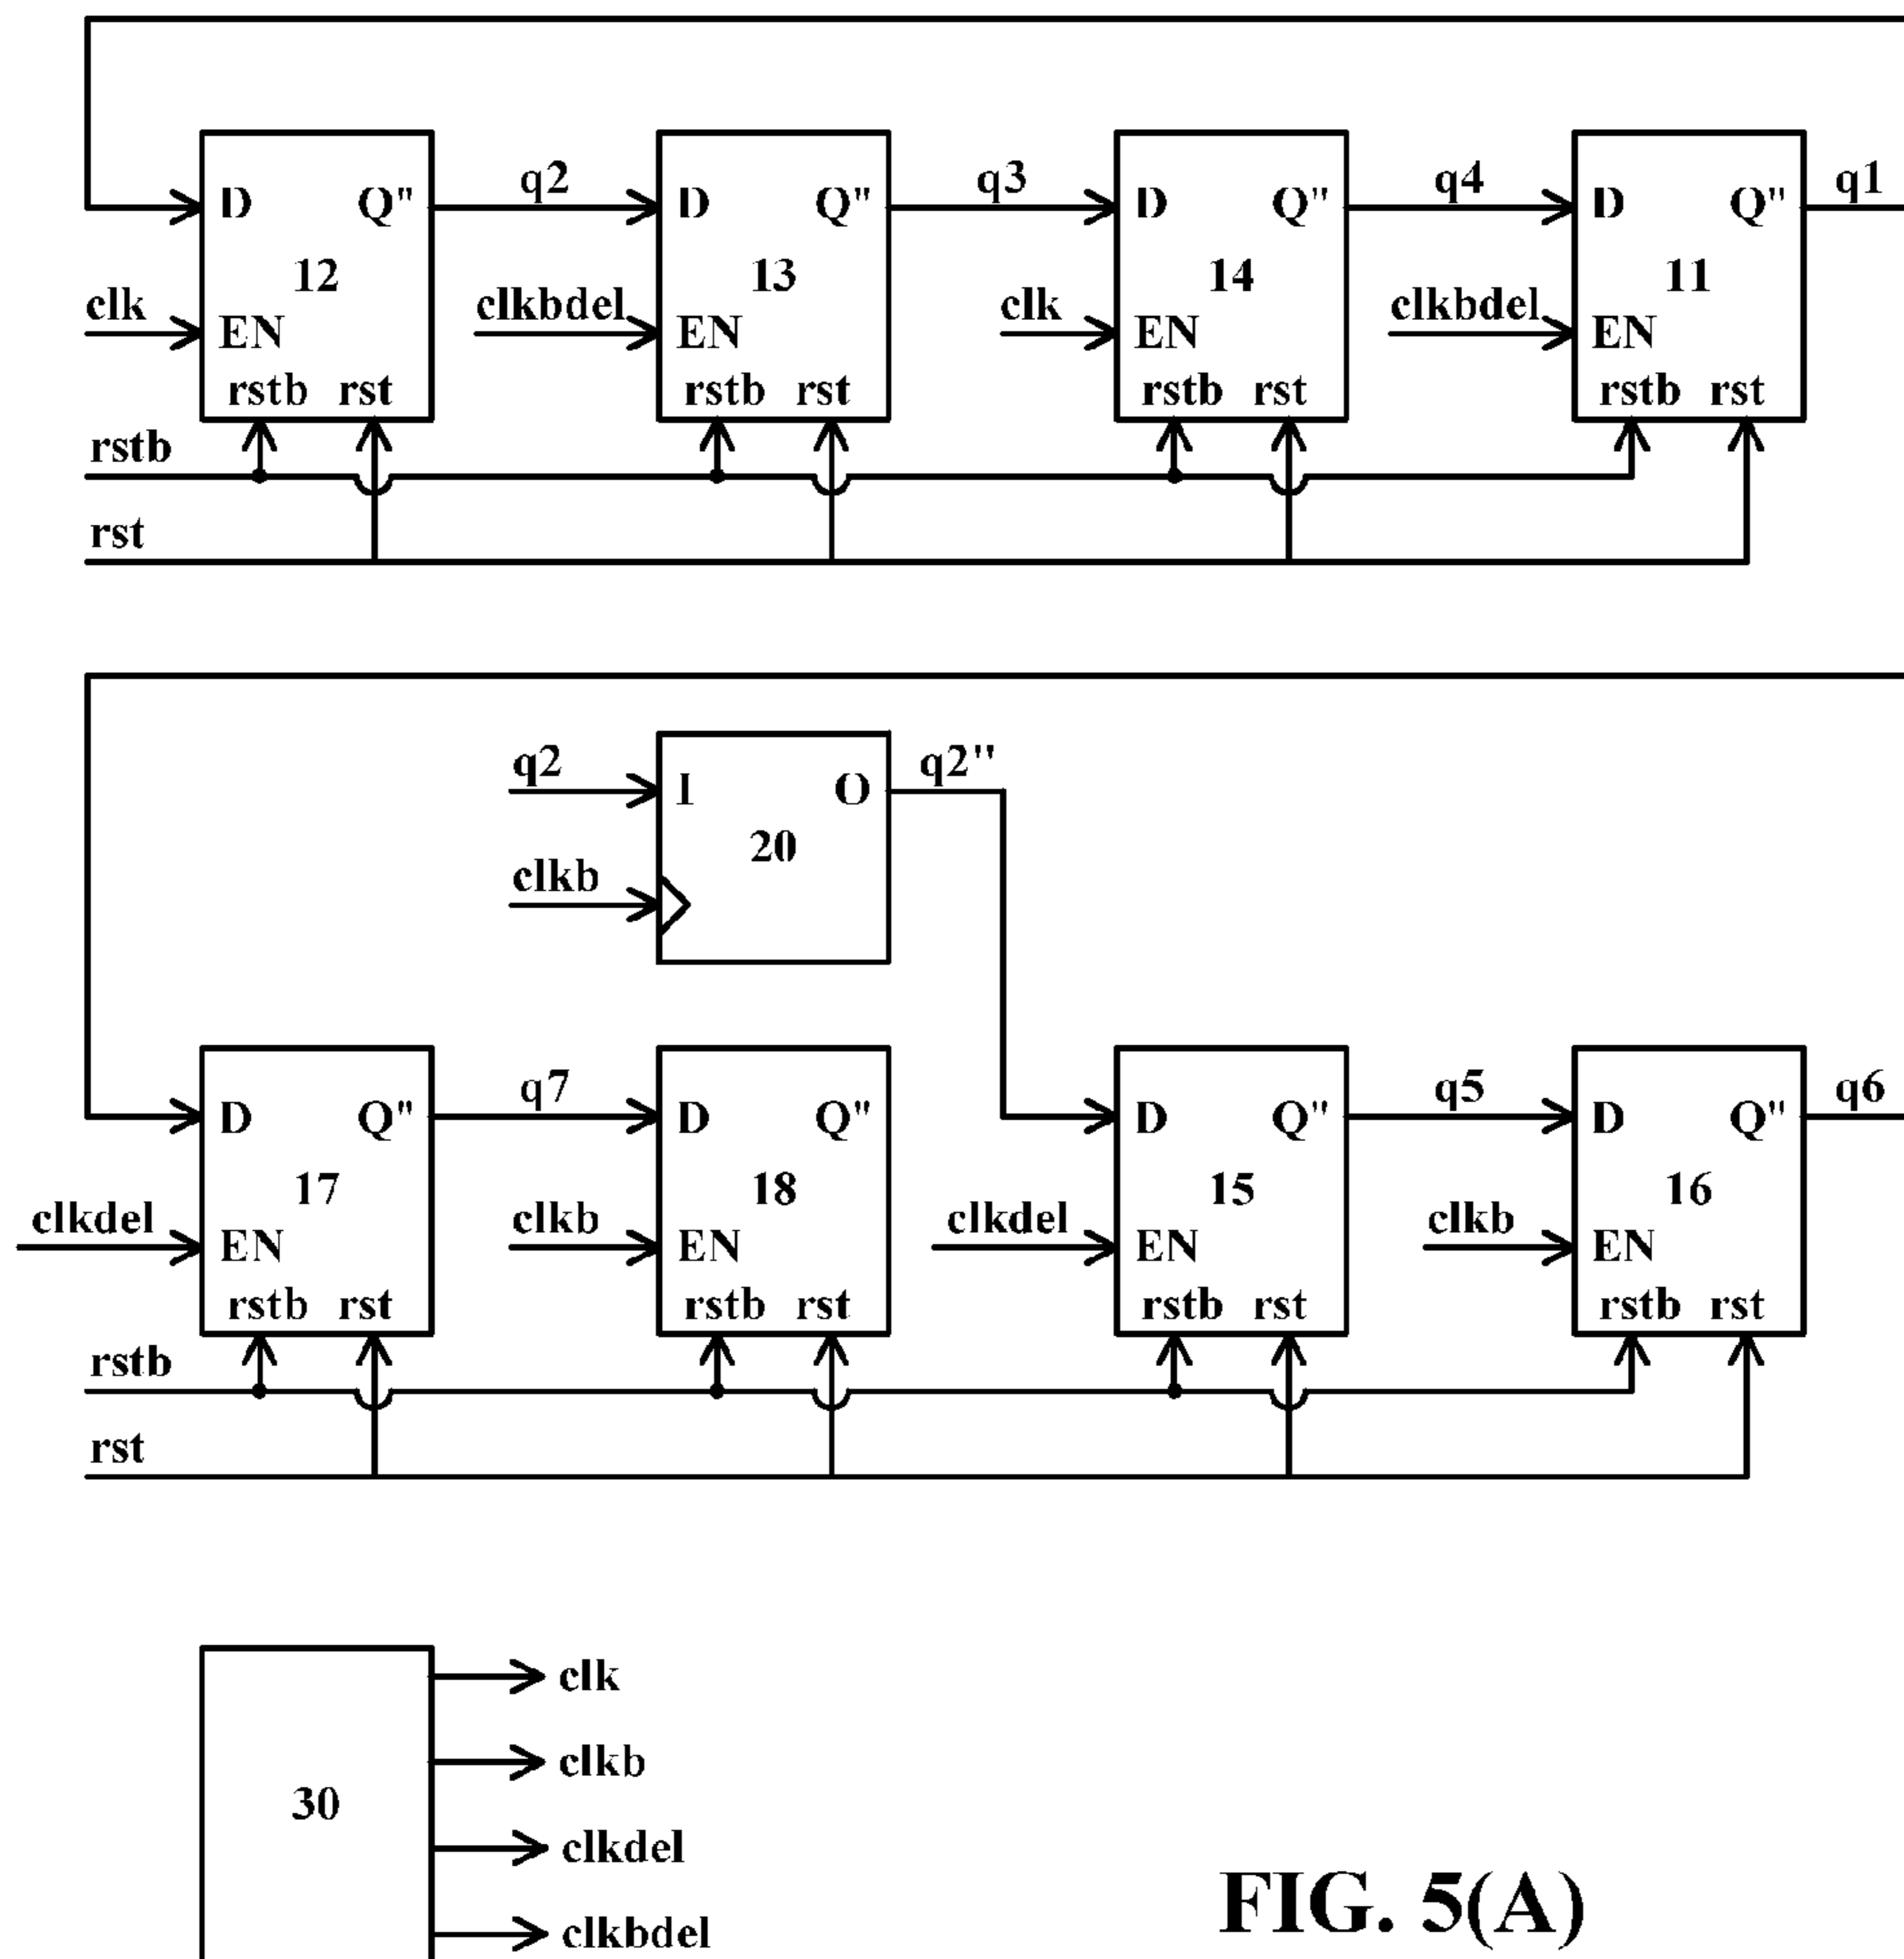 q2 q3 q4 q1
D Q" D Q" D Q" D Q"
12 13 14 11
clk clkbdel clk clkbdel
EN EN EN EN
rstb rst rstb rst rstb rst rstb rst
rstb
rst
q2 I O q2"
20
clkb
q7 q5 q6
D Q" D Q" D Q" D Q"
17 18 15 16
clkdel clkb clkdel clkb
EN EN EN EN
rstb rst rstb rst rstb rst rstb rst
rstb
rst
clk
clkb
30
clkdel
clkbdel
FIG. 5(A)